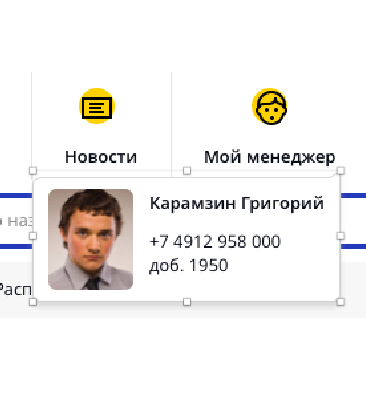 Новости
Мой менеджер
Карамзин Григорий
+7 4912 958 000
доб. 1950